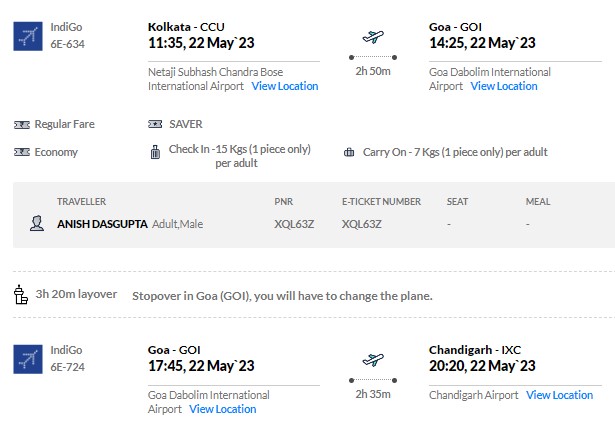 IndiGo
6E-634
Kolkata - CCU
11:35, 22 May`23
Netaji Subhash Chandra Bose
International Airport View Location
2h 50m
Goa - GOI
14:25, 22 May`23
Goa Dabolim International
Airport View Location
Regular Fare
SAVER
Economy
Check In -15 Kgs (1 piece only)
per adult
Carry On - 7 Kgs (1 piece only) per adult
TRAVELLER PNR E-TICKET NUMBER SEAT MEAL
ANISH DASGUPTA Adult,Male XQL63Z XQL63Z - -
3h 20m layover Stopover in Goa (GOI), you will have to change the plane.
IndiGo
6E-724
Goa - GOI
17:45, 22 May`23
Goa Dabolim International
Airport View Location
2h 35m
Chandigarh - IXC
20:20, 22 May`23
Chandigarh Airport View Location